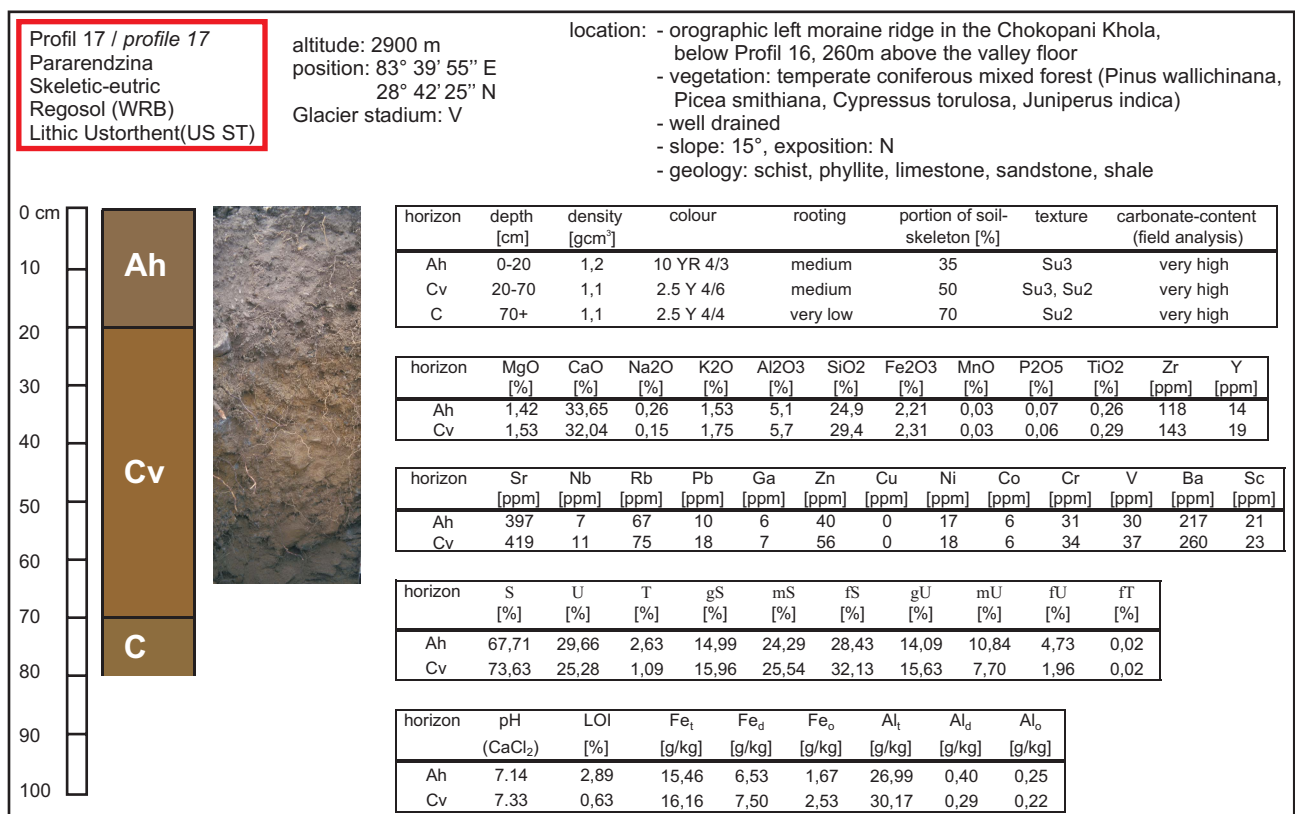 Profil 17 / profile 17
Pararendzina
Skeletic-eutric
Regosol (WRB)
Lithic Ustorthent(US ST)
altitude: 2900 m
position: 83° 39' 55'' E
28° 42' 25'' N
Glacier stadium: V
location: - orographic left moraine ridge in the Chokopani Khola,
below Profil 16, 260m above the valley floor
- vegetation: temperate coniferous mixed forest (Pinus wallichinana,
Picea smithiana, Cypressus torulosa, Juniperus indica)
- well drained
- slope: 15°, exposition: N
- geology: schist, phyllite, limestone, sandstone, shale
0 cm
10
20
30
40
50
60
70
80
90
100
Ah
Cv
C
horizon depth density colour rooting portion of soil- texture carbonate-content
[cm] [gcm³] skeleton [%] (field analysis)
Ah 0-20 1,2 10 YR 4/3 medium 35 Su3 very high
Cv 20-70 1,1 2.5 Y 4/6 medium 50 Su3, Su2 very high
C 70+ 1,1 2.5 Y 4/4 very low 70 Su2 very high
horizon MgO CaO Na2O K2O Al2O3 SiO2 Fe2O3 MnO P2O5 TiO2 Zr Y
[%] [%] [%] [%] [%] [%] [%] [%] [%] [%] [ppm] [ppm]
Ah 1,42 33,65 0,26 1,53 5,1 24,9 2,21 0,03 0,07 0,26 118 14
Cv 1,53 32,04 0,15 1,75 5,7 29,4 2,31 0,03 0,06 0,29 143 19
horizon Sr Nb Rb Pb Ga Zn Cu Ni Co Cr V Ba Sc
[ppm] [ppm] [ppm] [ppm] [ppm] [ppm] [ppm] [ppm] [ppm] [ppm] [ppm] [ppm] [ppm]
Ah 397 7 67 10 6 40 0 17 6 31 30 217 21
Cv 419 11 75 18 7 56 0 18 6 34 37 260 23
horizon S U T gS mS fS gU mU fU fT
[%] [%] [%] [%] [%] [%] [%] [%] [%] [%]
Ah 67,71 29,66 2,63 14,99 24,29 28,43 14,09 10,84 4,73 0,02
Cv 73,63 25,28 1,09 15,96 25,54 32,13 15,63 7,70 1,96 0,02
horizon pH LOI Feₜ Fe_d Feₒ Alₜ Al_d Alₒ
(CaCl₂) [%] [g/kg] [g/kg] [g/kg] [g/kg] [g/kg] [g/kg]
Ah 7.14 2,89 15,46 6,53 1,67 26,99 0,40 0,25
Cv 7.33 0,63 16,16 7,50 2,53 30,17 0,29 0,22